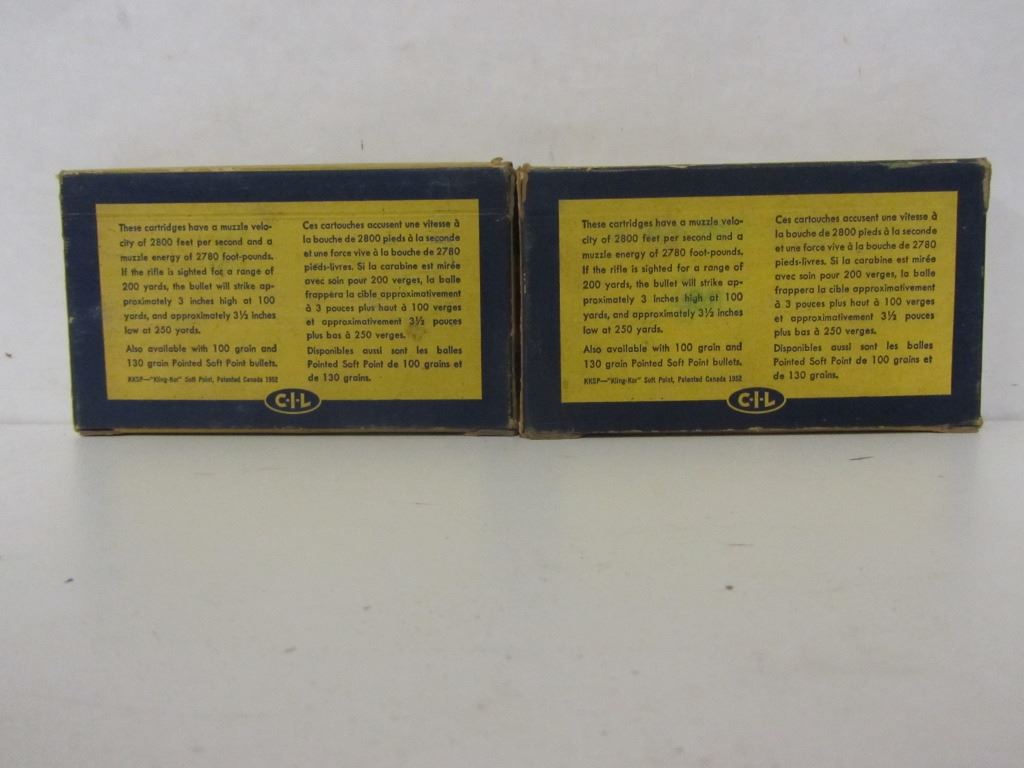 These cartridges have a muzzle velo-
city of 2800 feet per second and a
muzzle energy of 2780 foot-pounds.
If the rifle is sighted for a range of
200 yards, the bullet will strike ap-
proximately 3 inches high at 100
yards, and approximately 3½ inches
low at 250 yards.
Also available with 100 grain and
130 grain Pointed Soft Point bullets.
KKSP—"Kling-Kor" Soft Point, Patented Canada 1952
Ces cartouches accusent une vitesse à
la bouche de 2800 pieds à la seconde
et une force vive à la bouche de 2780
pieds-livres. Si la carabine est mirée
avec soin pour 200 verges, la balle
frappera la cible approximativement
à 3 pouces plus haut à 100 verges
et approximativement 3½ pouces
plus bas à 250 verges.
Disponibles aussi sont les balles
Pointed Soft Point de 100 grains et
de 130 grains.
C-I-L
These cartridges have a muzzle velo-
city of 2800 feet per second and a
muzzle energy of 2780 foot-pounds.
If the rifle is sighted for a range of
200 yards, the bullet will strike ap-
proximately 3 inches high at 100
yards, and approximately 3½ inches
low at 250 yards.
Also available with 100 grain and
130 grain Pointed Soft Point bullets.
KKSP—"Kling-Kor" Soft Point, Patented Canada 1952
Ces cartouches accusent une vitesse à
la bouche de 2800 pieds à la seconde
et une force vive à la bouche de 2780
pieds-livres. Si la carabine est mirée
avec soin pour 200 verges, la balle
frappera la cible approximativement
à 3 pouces plus haut à 100 verges
et approximativement 3½ pouces
plus bas à 250 verges.
Disponibles aussi sont les balles
Pointed Soft Point de 100 grains et
de 130 grains.
C-I-L